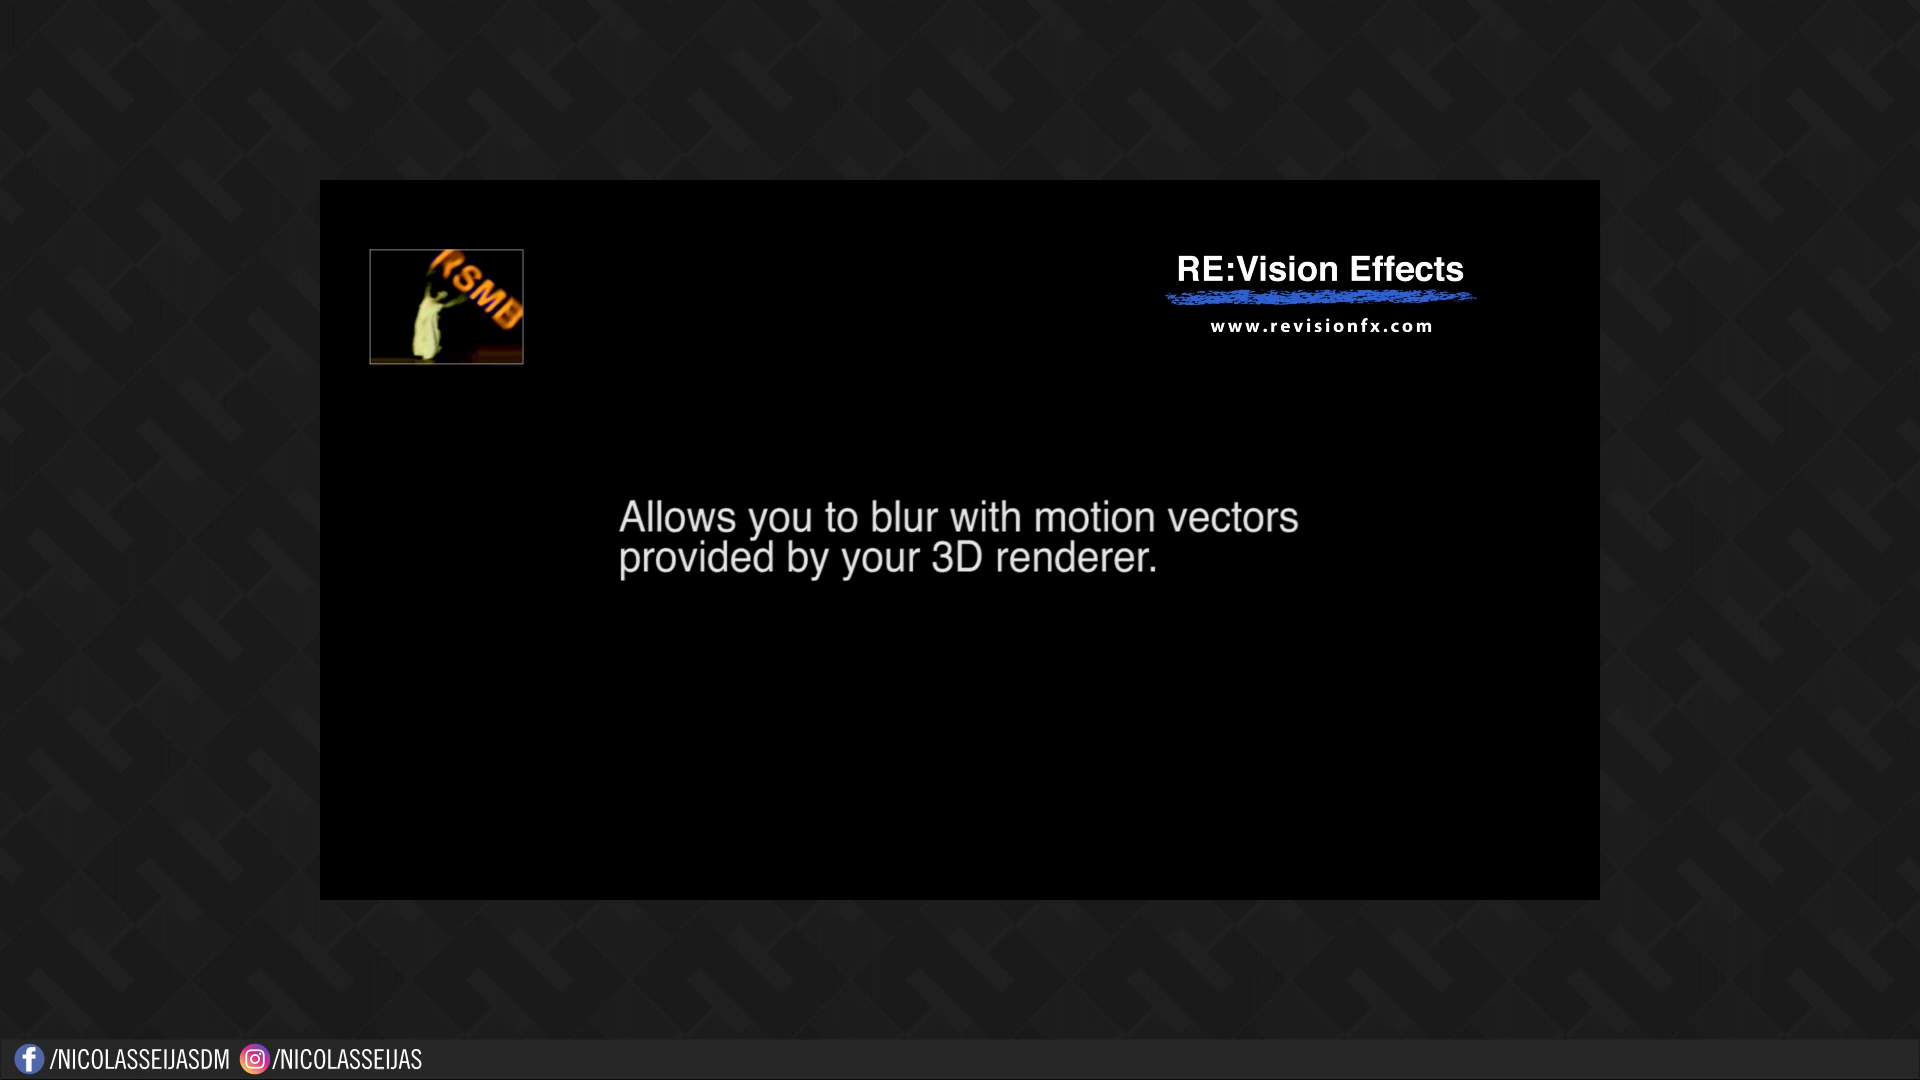 RSMB
RE:Vision Effects
www.revisionfx.com
Allows you to blur with motion vectors
provided by your 3D renderer.
/NICOLASSEIJASDM /NICOLASSEIJAS